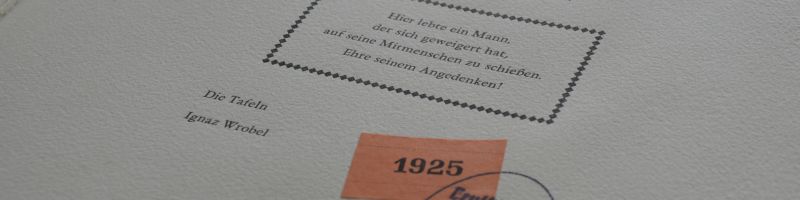 Hier lebte ein Mann,
der sich geweigert hat,
auf seine Mirmenschen zu schießen.
Ehre seinem Angedenken!
Die Tafeln
Ignaz Wrobel
1925